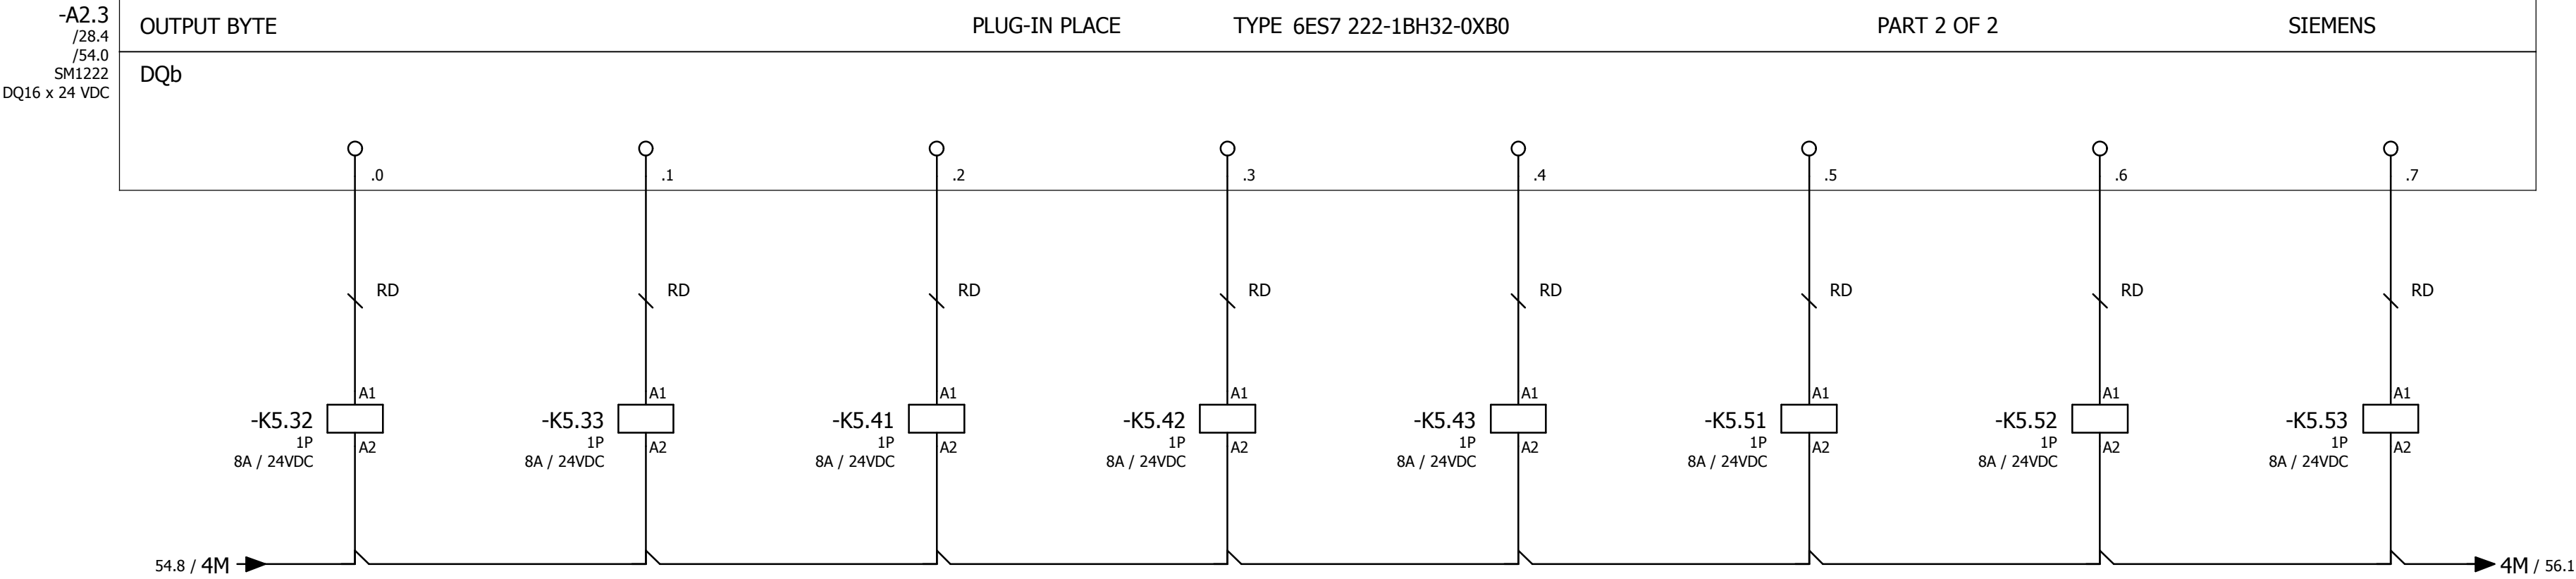 -A2.3
/28.4
/54.0
SM1222
DQ16 x 24 VDC
OUTPUT BYTE PLUG-IN PLACE TYPE 6ES7 222-1BH32-0XB0 PART 2 OF 2 SIEMENS
DQb
.0 .1 .2 .3 .4 .5 .6 .7
RD RD RD RD RD RD RD RD
A1 A1 A1 A1 A1 A1 A1 A1
-K5.32 -K5.33 -K5.41 -K5.42 -K5.43 -K5.51 -K5.52 -K5.53
1P 1P 1P 1P 1P 1P 1P 1P
A2 A2 A2 A2 A2 A2 A2 A2
8A / 24VDC 8A / 24VDC 8A / 24VDC 8A / 24VDC 8A / 24VDC 8A / 24VDC 8A / 24VDC 8A / 24VDC
54.8 / 4M 4M / 56.1